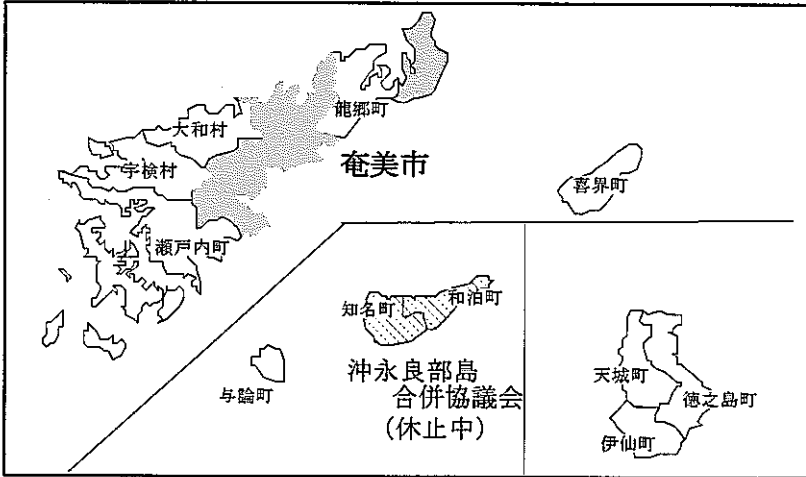 龍郷町
大和村
宇検村
奄美市
喜界町
瀬戸内町
知名町
和泊町
与論町
沖永良部島
合併協議会
(休止中)
天城町
徳之島町
伊仙町